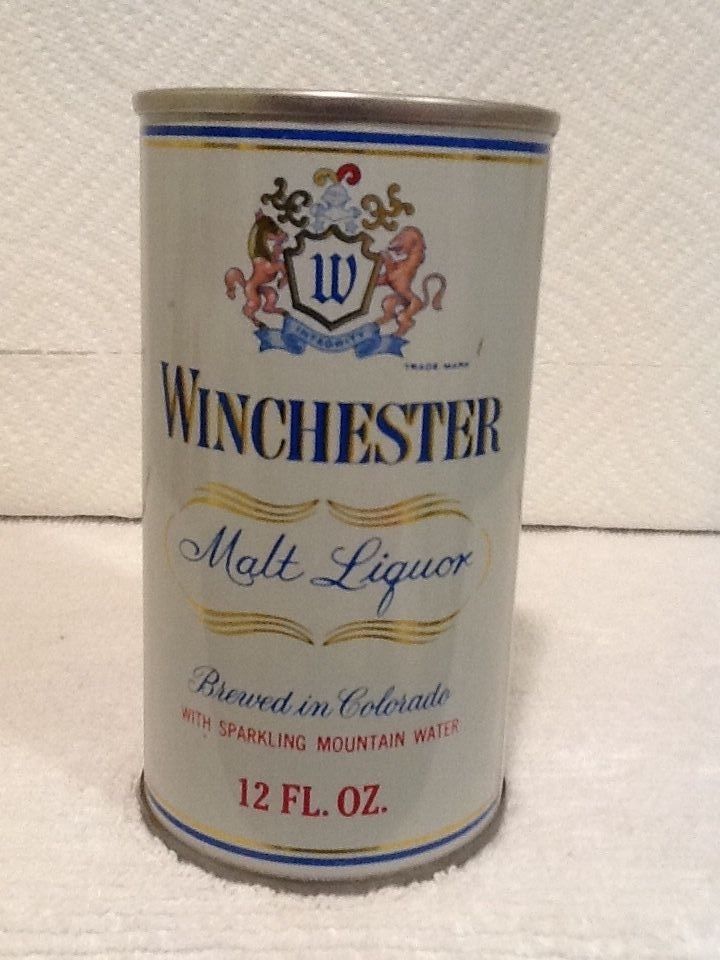 W
INTEGRITY
TRADE MARK
WINCHESTER
Malt Liquor
Brewed in Colorado
WITH SPARKLING MOUNTAIN WATER
12 FL. OZ.